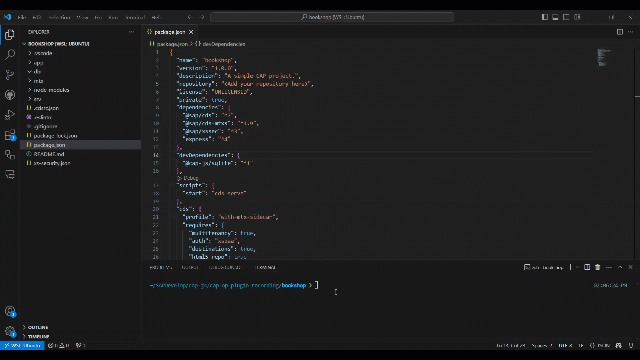 File Edit Selection View Go Run Terminal Help
bookshop [WSL: Ubuntu]
EXPLORER
package.json
package.json > {} devDependencies
BOOKSHOP [WSL: UBUNTU]
.vscode
app
db
mta
node_modules
srv
.cdsrc.json
.eslintrc
.gitignore
package-lock.json
package.json
README.md
xs-security.json
OUTLINE
TIMELINE
1 {
2 "name": "bookshop",
3 "version": "1.0.0",
4 "description": "A simple CAP project.",
5 "repository": "<Add your repository here>",
6 "license": "UNLICENSED",
7 "private": true,
8 "dependencies": {
9 "@sap/cds": "^7",
10 "@sap/cds-mtxs": "^1.9",
11 "@sap/xssec": "^3",
12 "express": "^4"
13 },
14 "devDependencies": {
15 "@cap-js/sqlite": "^1"
16 },
Debug
17 "scripts": {
18 "start": "cds-serve"
19 },
20 "cds": {
21 "profile": "with-mtx-sidecar",
22 "requires": {
23 "multitenancy": true,
24 "auth": "xsuaa",
25 "destinations": true,
26 "html5-repo": true
PROBLEMS OUTPUT DEBUG CONSOLE TERMINAL
bookshop
WSL: Ubuntu
JSON